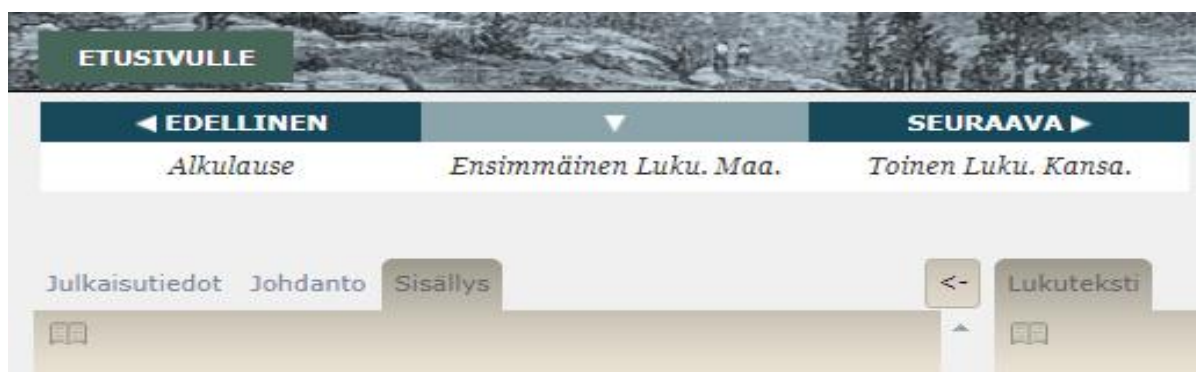 ETUSIVULLE
◀ EDELLINEN ▼ SEURAAVA ▶
Alkulause Ensimmäinen Luku. Maa. Toinen Luku. Kansa.
Julkaisutiedot Johdanto Sisällys <- Lukuteksti